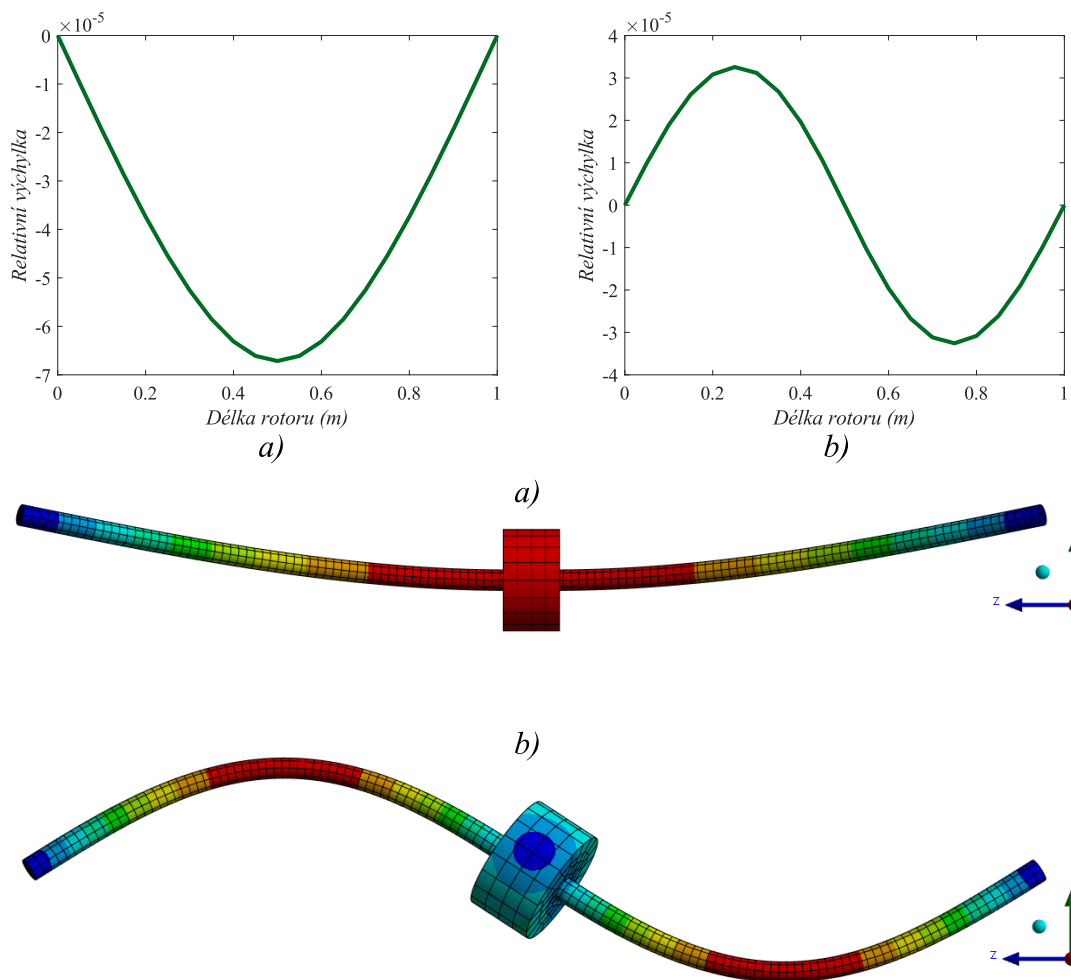 ×10⁻⁵
0
-1
-2
-3
-4
-5
-6
-7
Relativní výchylka
0 0.2 0.4 0.6 0.8 1
Délka rotoru (m)
a)
×10⁻⁵
4
3
2
1
0
-1
-2
-3
-4
Relativní výchylka
0 0.2 0.4 0.6 0.8 1
Délka rotoru (m)
b)
a)
z
b)
z